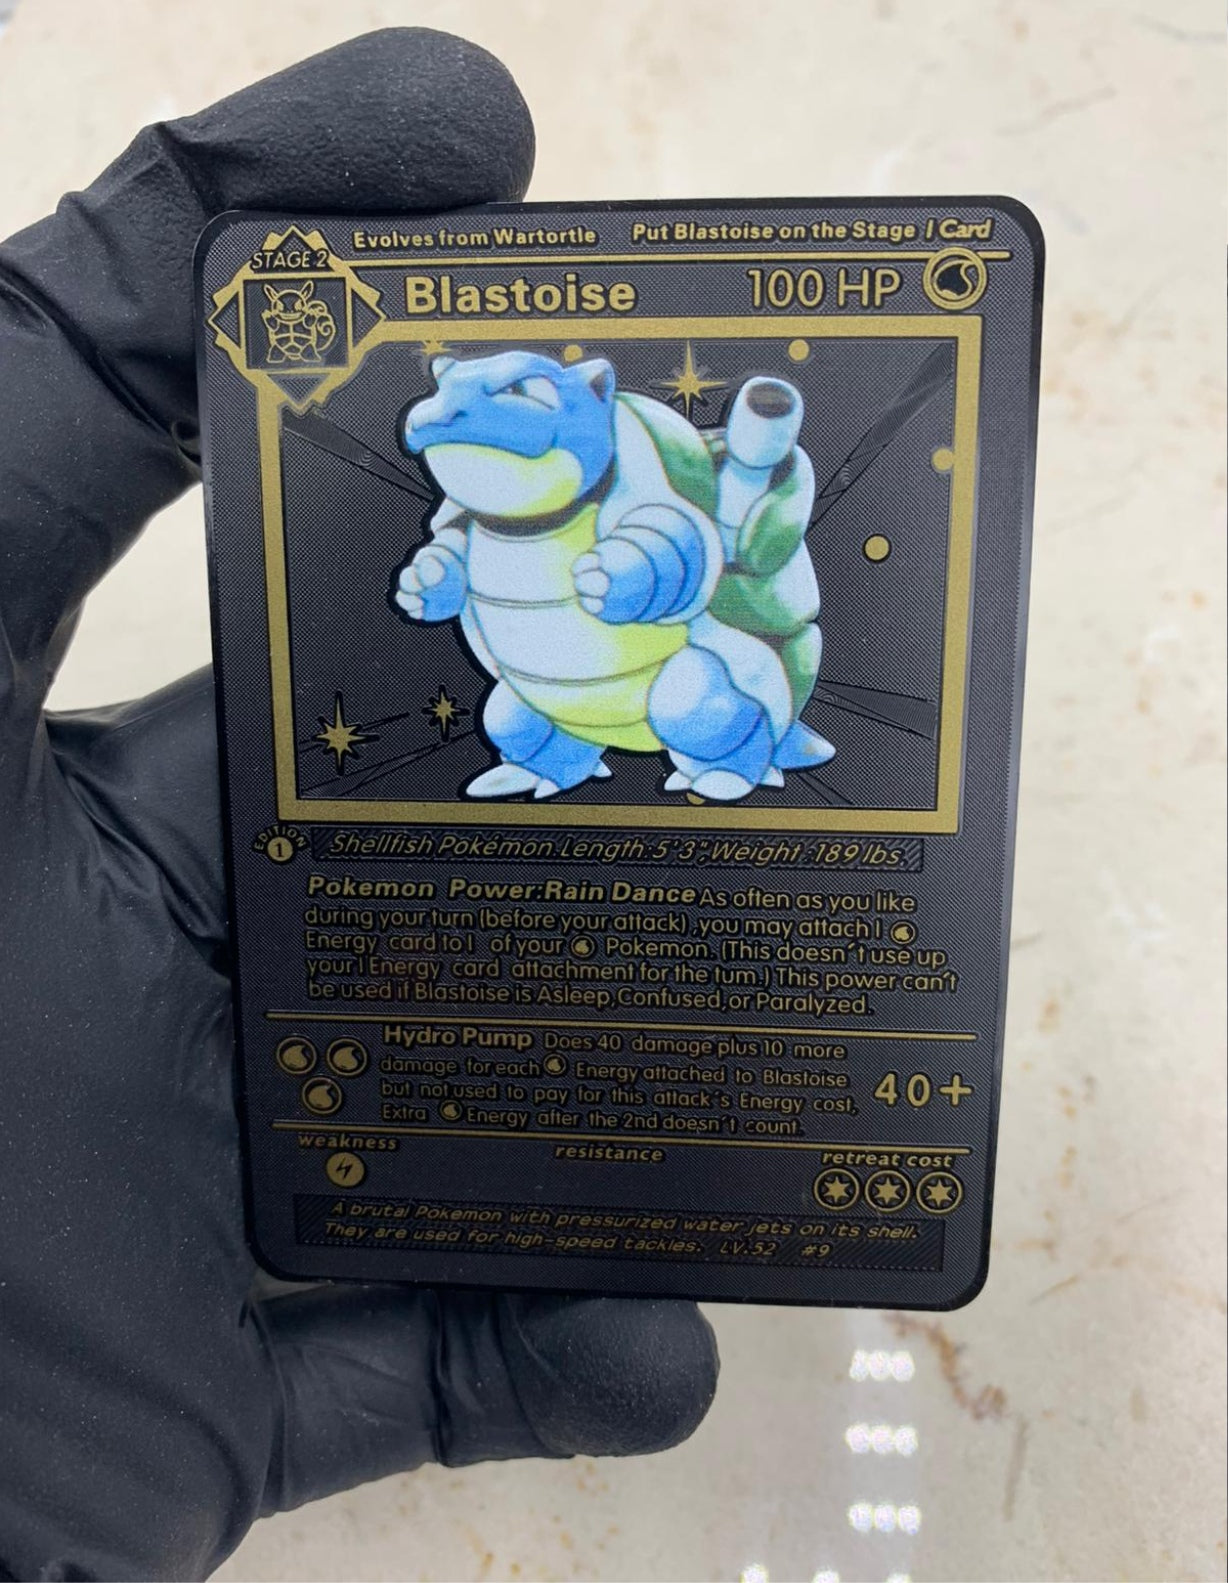 Evolves from Wartortle Put Blastoise on the Stage 1 Card
STAGE 2
Blastoise 100 HP
EDITION
1
Shellfish Pokémon.Length:5'3",Weight:189 lbs.
Pokemon Power:Rain Dance As often as you like
during your turn (before your attack),you may attach 1
Energy card to 1 of your Pokemon. (This doesn't use up
your 1 Energy card attachment for the turn.) This power can't
be used if Blastoise is Asleep,Confused,or Paralyzed.
Hydro Pump Does 40 damage plus 10 more
damage for each Energy attached to Blastoise
but not used to pay for this attack's Energy cost,
Extra Energy after the 2nd doesn't count.
40+
weakness resistance retreat cost
A brutal Pokemon with pressurized water jets on its shell.
They are used for high-speed tackles. LV.52 #9